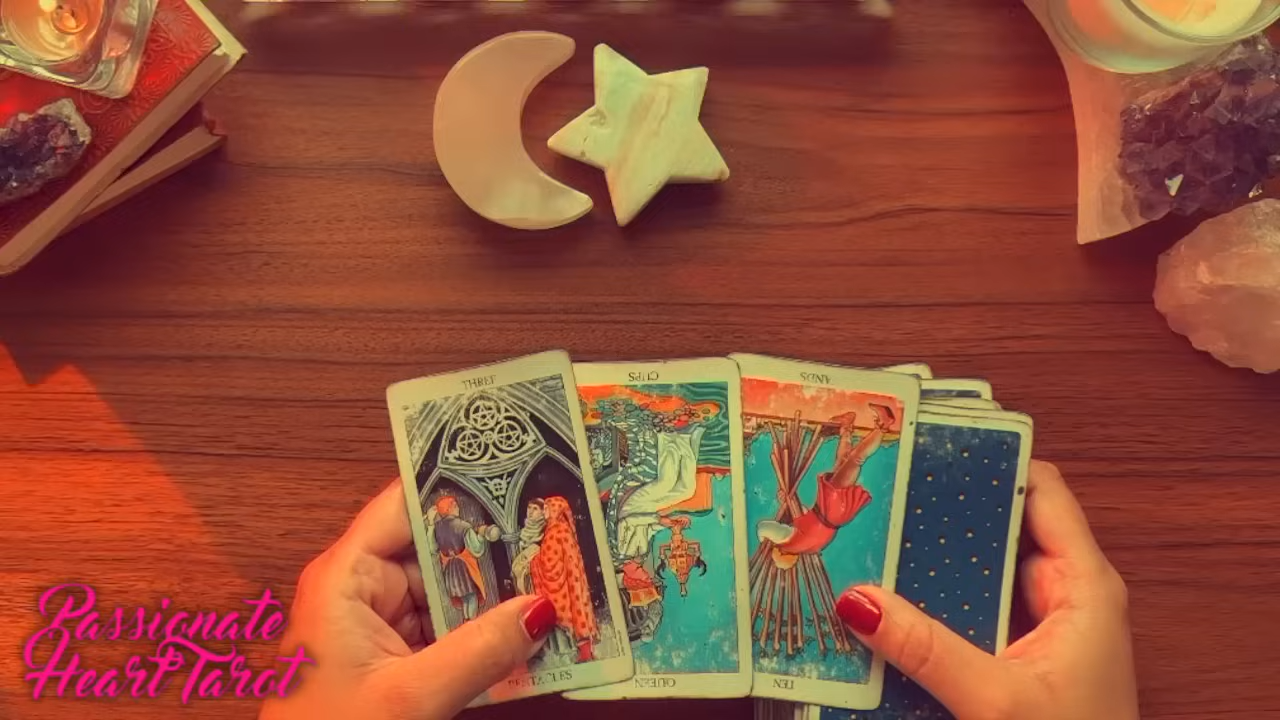 THREE
CUPS
WANDS
PENTACLES
QUEEN
TEN
Passionate
Heart Tarot